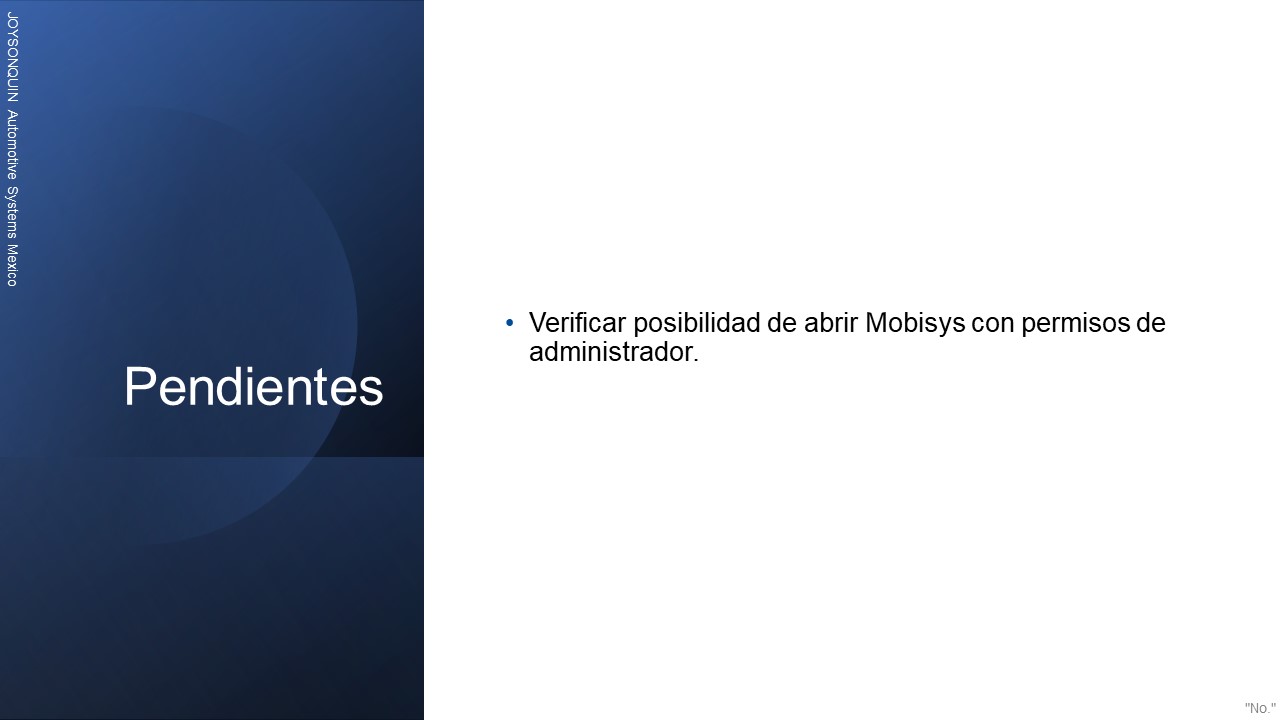 JOYSONQUIN Automotive Systems Mexico
Pendientes
• Verificar posibilidad de abrir Mobisys con permisos de
administrador.
"No."